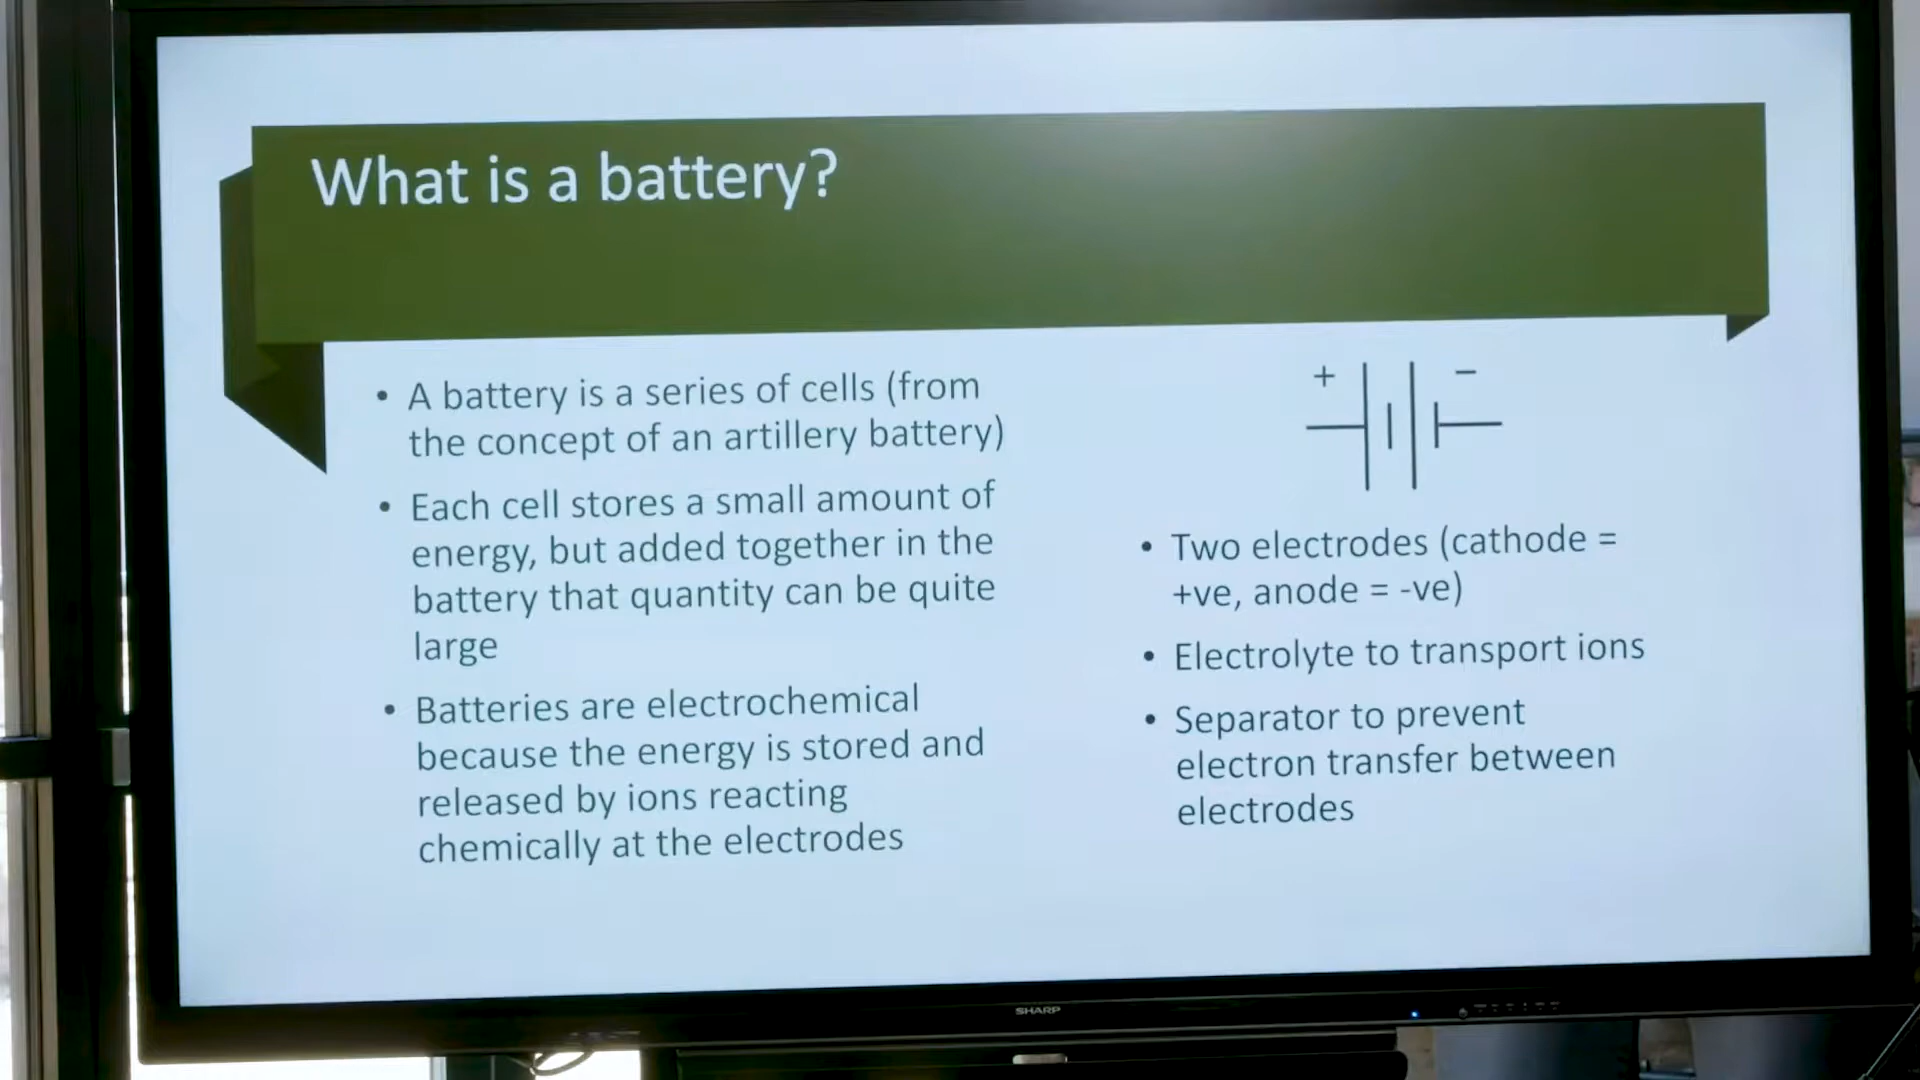 What is a battery?
• A battery is a series of cells (from
the concept of an artillery battery)
• Each cell stores a small amount of
energy, but added together in the
battery that quantity can be quite
large
• Batteries are electrochemical
because the energy is stored and
released by ions reacting
chemically at the electrodes
+ −
• Two electrodes (cathode =
+ve, anode = -ve)
• Electrolyte to transport ions
• Separator to prevent
electron transfer between
electrodes
SHARP